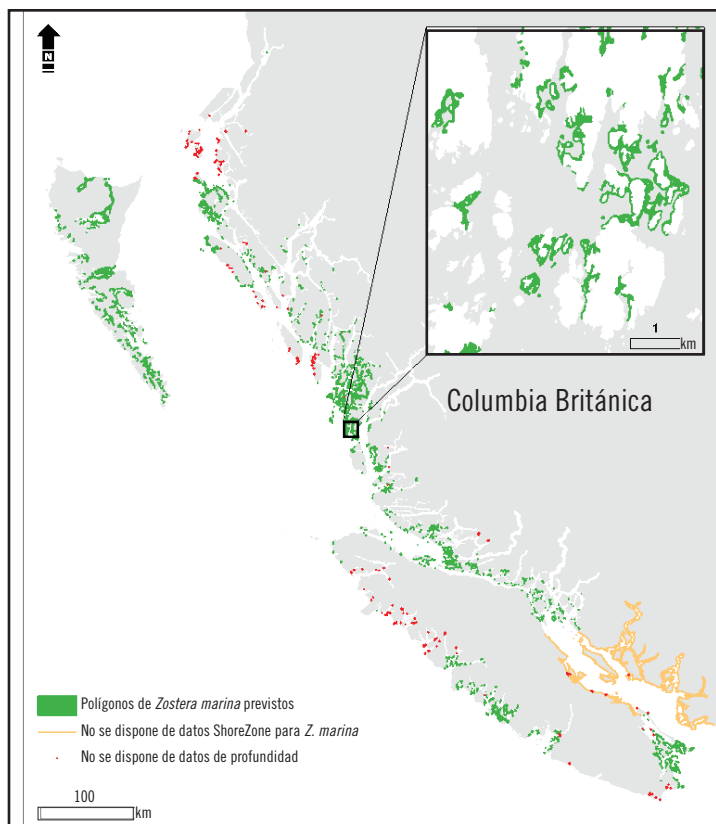 N
1
km
Columbia Británica
Polígonos de Zostera marina previstos
No se dispone de datos ShoreZone para Z. marina
No se dispone de datos de profundidad
100
km